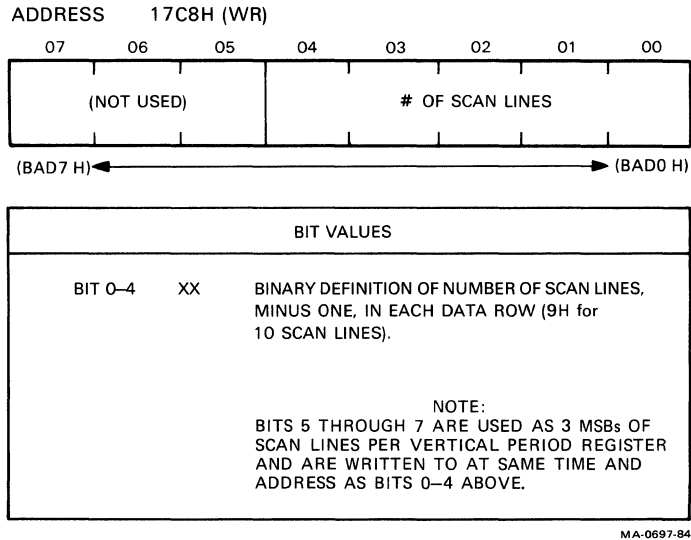 ADDRESS 17C8H (WR)
07 06 05 04 03 02 01 00
(NOT USED) # OF SCAN LINES
(BAD7 H) (BAD0 H)
BIT VALUES
BIT 0–4 XX BINARY DEFINITION OF NUMBER OF SCAN LINES,
MINUS ONE, IN EACH DATA ROW (9H for
10 SCAN LINES).
NOTE:
BITS 5 THROUGH 7 ARE USED AS 3 MSBs OF
SCAN LINES PER VERTICAL PERIOD REGISTER
AND ARE WRITTEN TO AT SAME TIME AND
ADDRESS AS BITS 0–4 ABOVE.
MA-0697-84